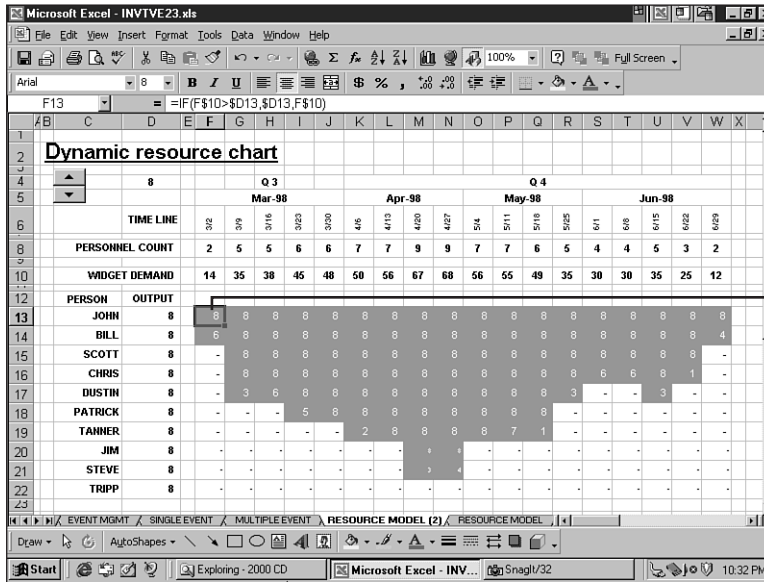 Microsoft Excel - INVTVE23.xls
File Edit View Insert Format Tools Data Window Help
100% Full Screen
Arial 8 B I U $ % ,
F13 = =IF(F$10>$D13,$D13,F$10)
A B C D E F G H I J K L M N O P Q R S T U V W X
2 Dynamic resource chart
4 8 Q 3 Q 4
5 Mar-98 Apr-98 May-98 Jun-98
6 TIME LINE 3/2 3/9 3/16 3/23 3/30 4/6 4/13 4/20 4/27 5/4 5/11 5/18 5/25 6/1 6/8 6/15 6/22 6/29
8 PERSONNEL COUNT 2 5 5 6 6 7 7 9 9 7 7 6 5 4 4 5 3 2
10 WIDGET DEMAND 14 35 38 45 48 50 56 67 68 56 55 49 35 30 30 35 25 12
12 PERSON OUTPUT
13 JOHN 8 8 8 8 8 8 8 8 8 8 8 8 8 8 8 8 8 8 8
14 BILL 8 6 8 8 8 8 8 8 8 8 8 8 8 8 8 8 8 8 4
15 SCOTT 8 - 8 8 8 8 8 8 8 8 8 8 8 8 8 8 8 8 -
16 CHRIS 8 - 8 8 8 8 8 8 8 8 8 8 8 8 6 6 8 1 -
17 DUSTIN 8 - 3 6 8 8 8 8 8 8 8 8 8 3 - - 3 - -
18 PATRICK 8 - - - 5 8 8 8 8 8 8 8 8 - - - - - -
19 TANNER 8 - - - - - 2 8 8 8 8 7 1 - - - - - -
20 JIM 8 - - - - - - - 8 8 - - - - - - - - -
21 STEVE 8 - - - - - - - 3 4 - - - - - - - - -
22 TRIPP 8 - - - - - - - - - - - - - - - - - -
23
EVENT MGMT SINGLE EVENT MULTIPLE EVENT RESOURCE MODEL (2) RESOURCE MODEL
Draw AutoShapes
Start Exploring - 2000 CD Microsoft Excel - INV... SnagIt/32 10:32 PM